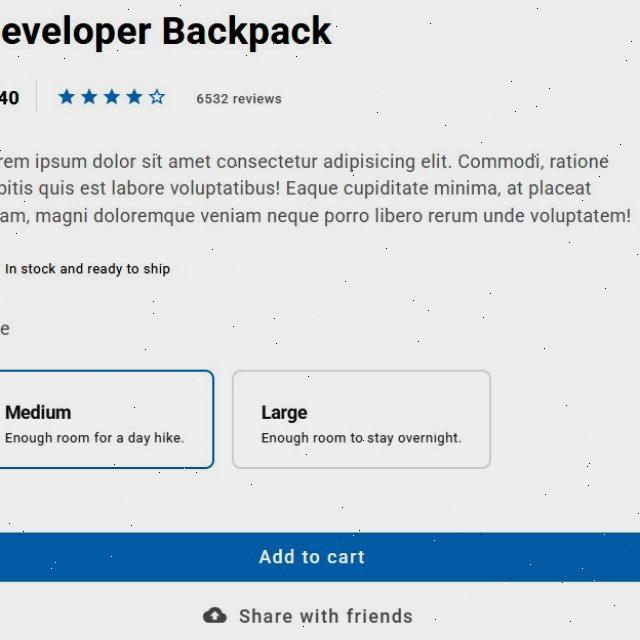 eveloper Backpack
40
6532 reviews
rem ipsum dolor sit amet consectetur adipisicing elit. Commodi, ratione
bitis quis est labore voluptatibus! Eaque cupiditate minima, at placeat
am, magni doloremque veniam neque porro libero rerum unde voluptatem!
In stock and ready to ship
e
Medium
Enough room for a day hike.
Large
Enough room to stay overnight.
Add to cart
Share with friends